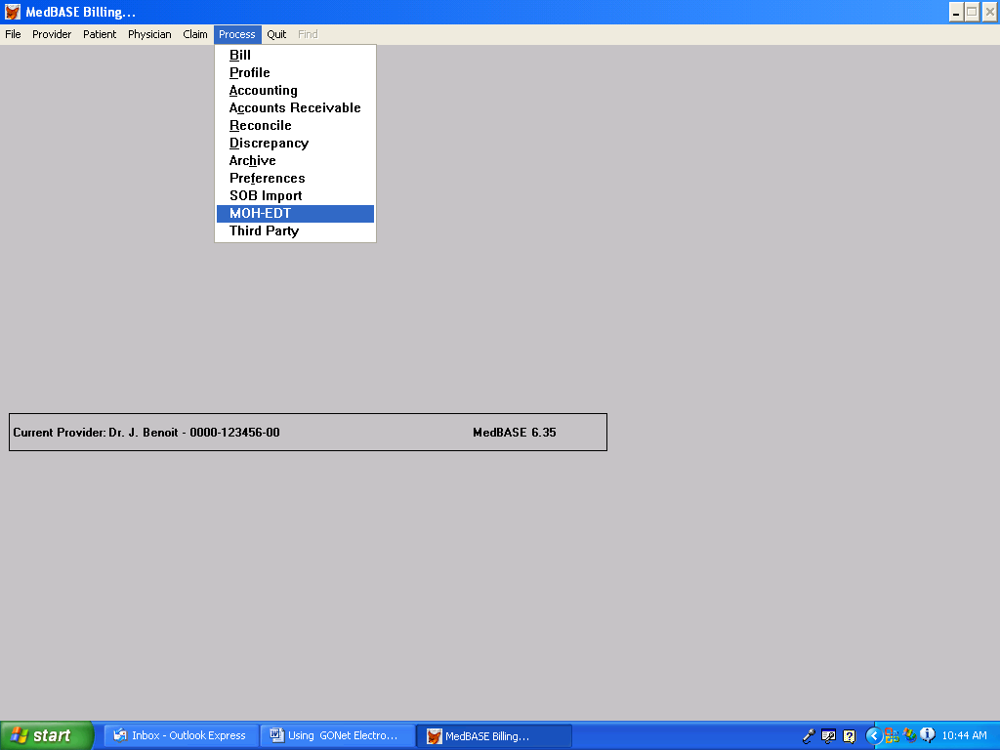 MedBASE Billing...
File Provider Patient Physician Claim Process Quit Find
Bill
Profile
Accounting
Accounts Receivable
Reconcile
Discrepancy
Archive
Preferences
SOB Import
MOH-EDT
Third Party
Current Provider: Dr. J. Benoit - 0000-123456-00 MedBASE 6.35
start Inbox - Outlook Express Using GONet Electro... MedBASE Billing... 10:44 AM